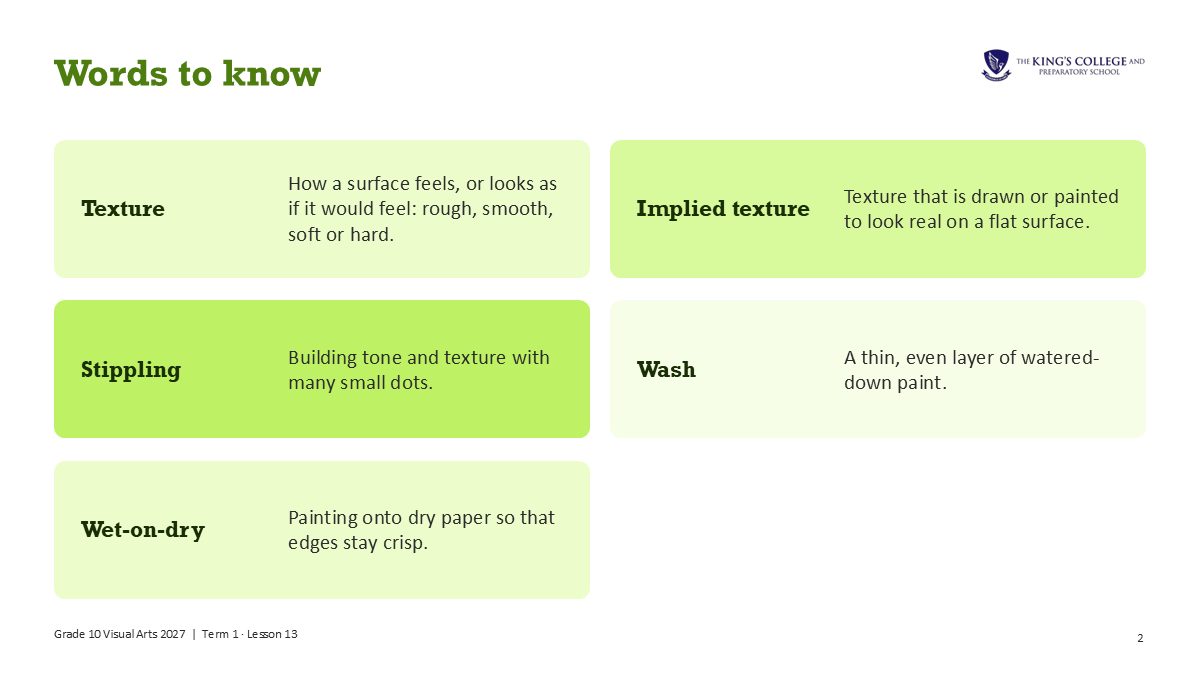 Words to know
THE KING'S COLLEGE AND
PREPARATORY SCHOOL
Texture
How a surface feels, or looks as
if it would feel: rough, smooth,
soft or hard.
Implied texture
Texture that is drawn or painted
to look real on a flat surface.
Stippling
Building tone and texture with
many small dots.
Wash
A thin, even layer of watered-
down paint.
Wet-on-dry
Painting onto dry paper so that
edges stay crisp.
Grade 10 Visual Arts 2027 | Term 1 · Lesson 13
2